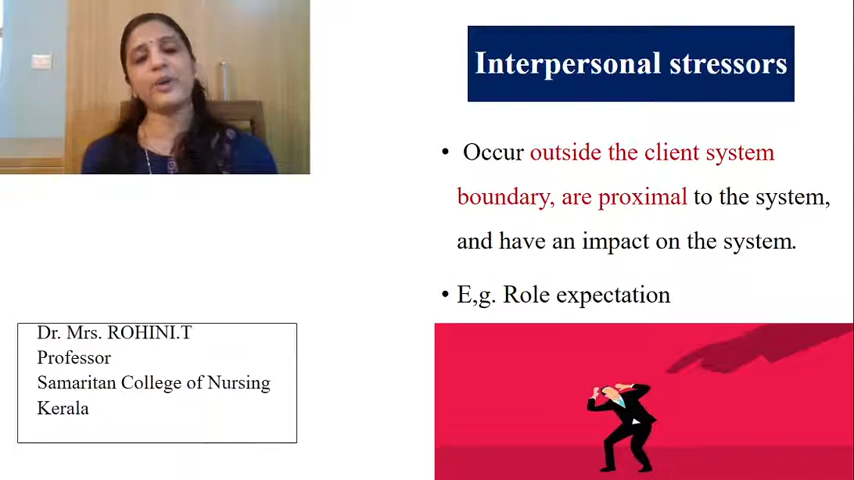 Interpersonal stressors
• Occur outside the client system
boundary, are proximal to the system,
and have an impact on the system.
• E,g. Role expectation
Dr. Mrs. ROHINI.T
Professor
Samaritan College of Nursing
Kerala